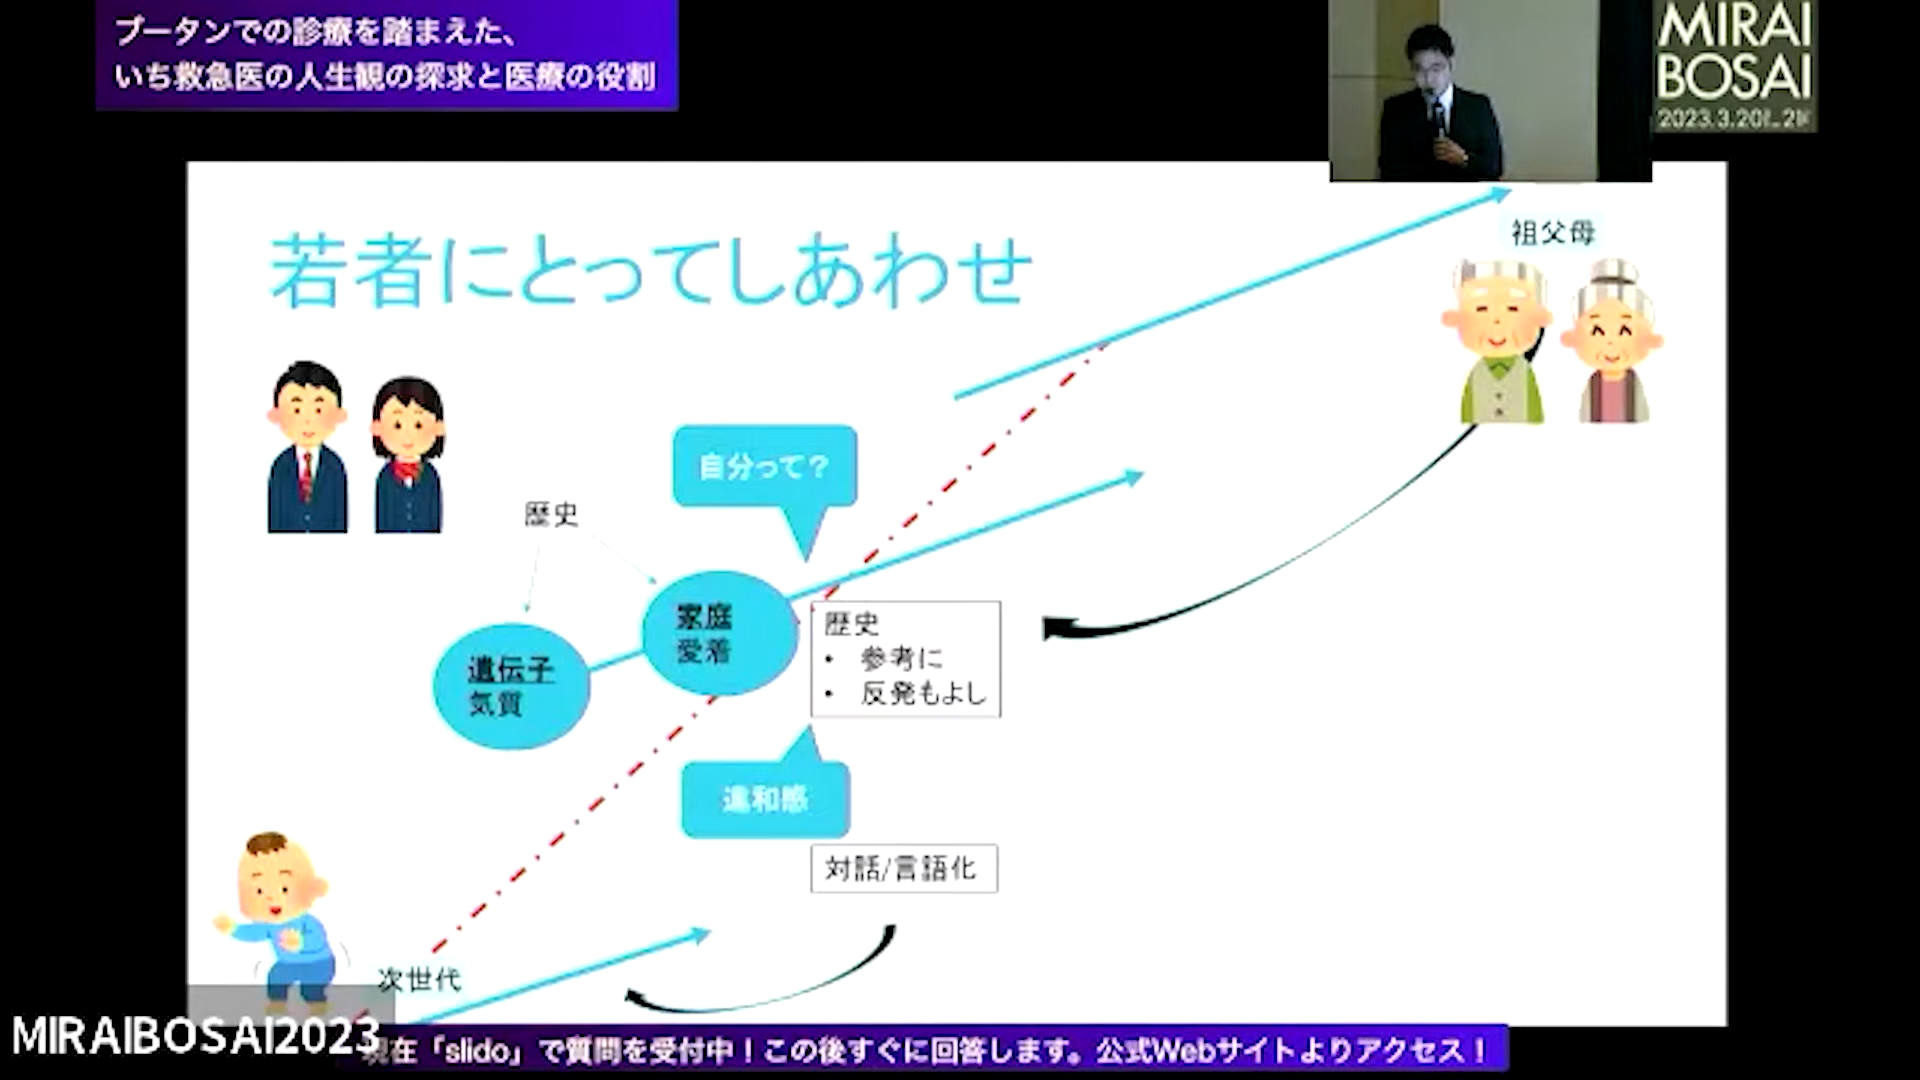 ブータンでの診療を踏まえた、
いち救急医の人生観の探求と医療の役割
MIRAI
BOSAI
若者にとってしあわせ
祖父母
自分って？
歴史
家庭
愛着
遺伝子
気質
歴史
• 参考に
• 反発もよし
違和感
対話/言語化
次世代
MIRAIBOSAI2023
現在「slido」で質問を受付中！この後すぐに回答します。公式Webサイトよりアクセス！